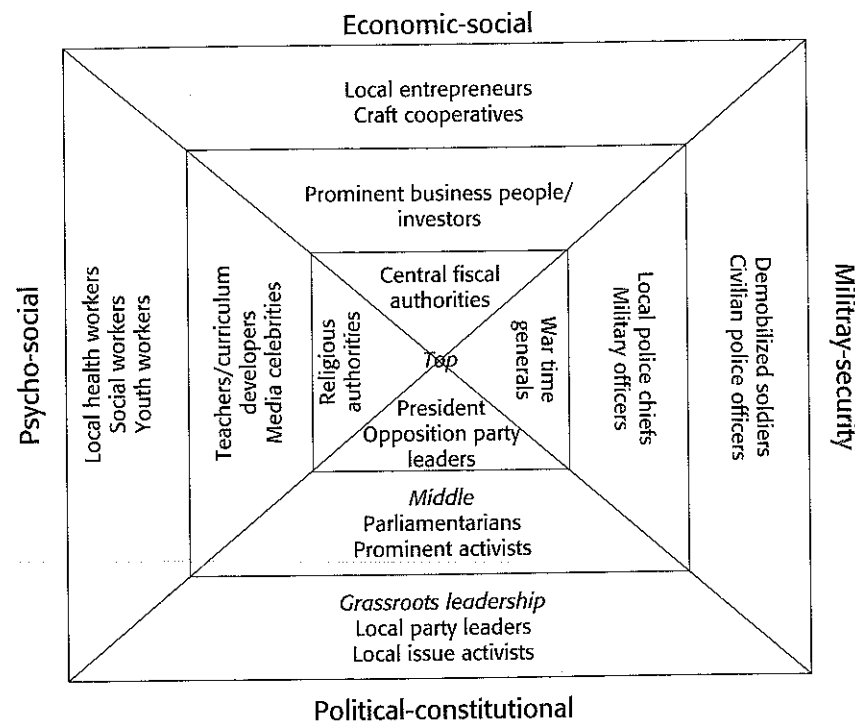 Economic-social
Local entrepreneurs
Craft cooperatives
Prominent business people/
investors
Central fiscal
authorities
Psycho-social
Local health workers
Social workers
Youth workers
Teachers/curriculum
developers
Media celebrities
Religious
authorities
Top
War time
generals
Local police chiefs
Military officers
Demobilized soldiers
Civilian police officers
Militray-security
President
Opposition party
leaders
Middle
Parliamentarians
Prominent activists
Grassroots leadership
Local party leaders
Local issue activists
Political-constitutional